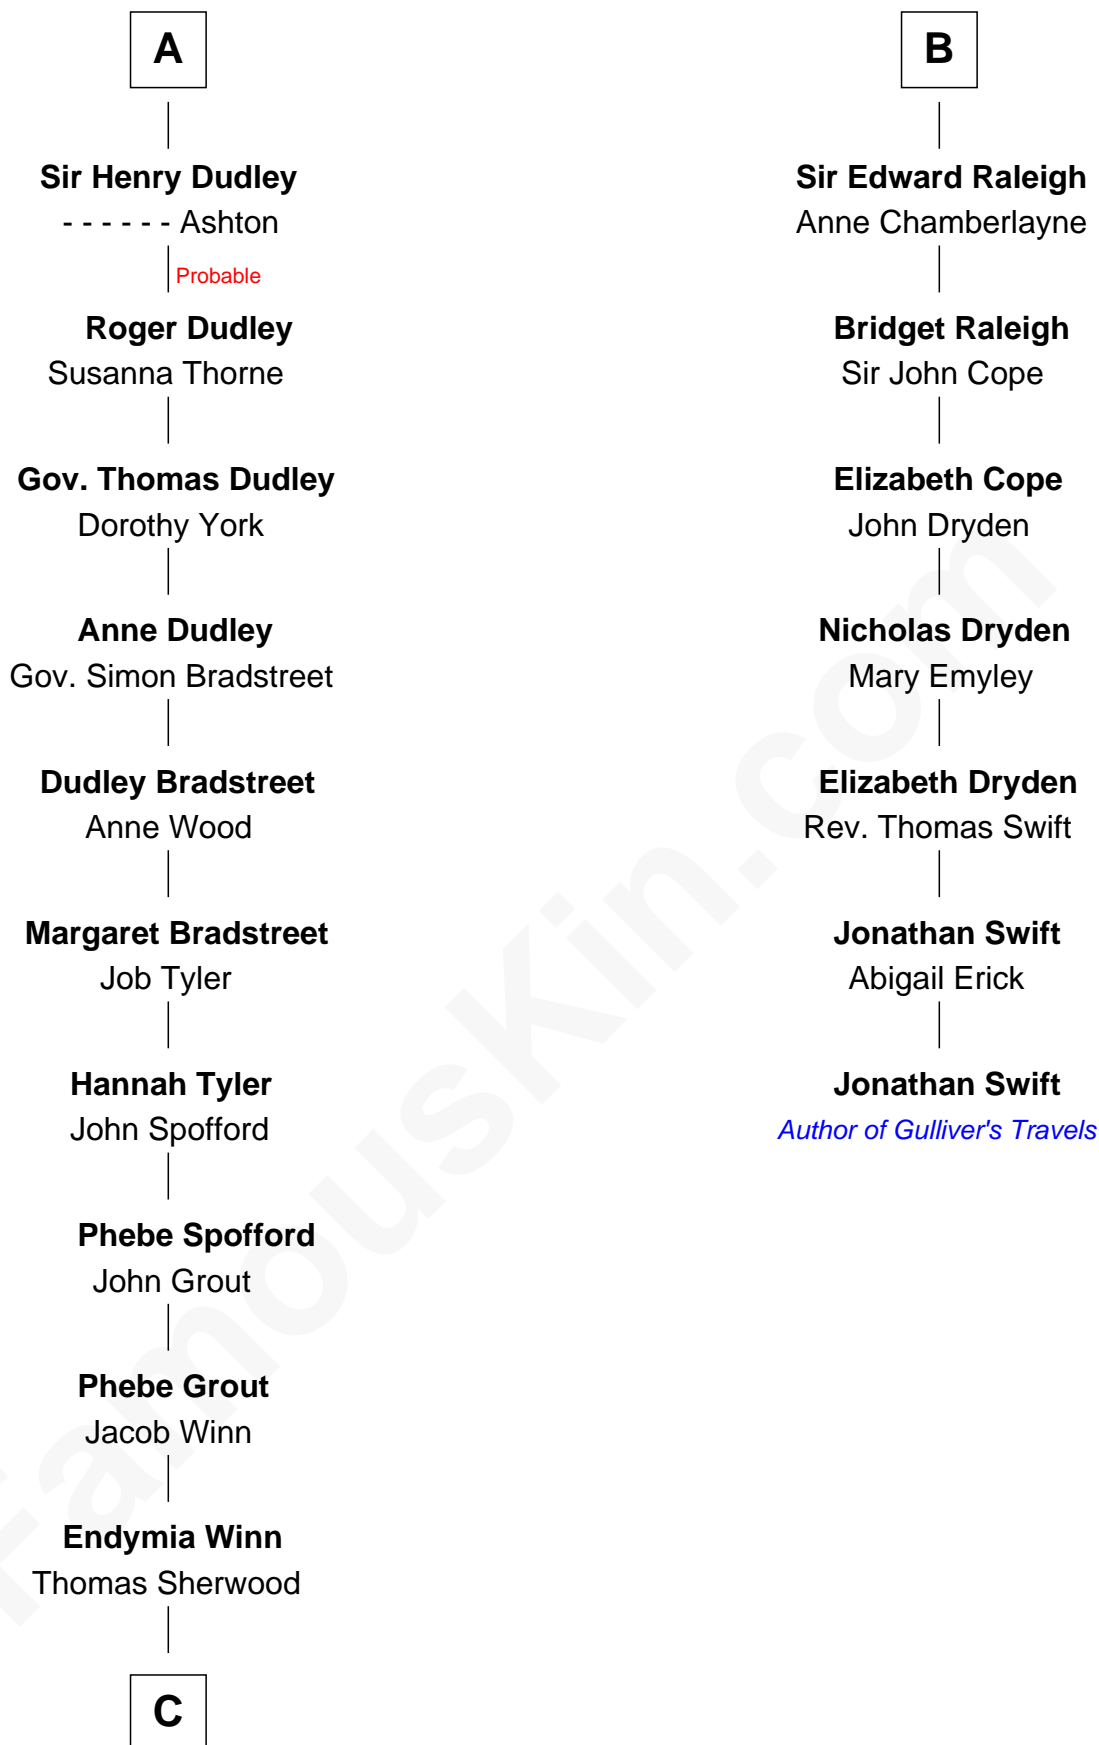 A
Sir Henry Dudley
- - - - - - Ashton
Probable
Roger Dudley
Susanna Thorne
Gov. Thomas Dudley
Dorothy York
Anne Dudley
Gov. Simon Bradstreet
Dudley Bradstreet
Anne Wood
Margaret Bradstreet
Job Tyler
Hannah Tyler
John Spofford
Phebe Spofford
John Grout
Phebe Grout
Jacob Winn
Endymia Winn
Thomas Sherwood
C
B
Sir Edward Raleigh
Anne Chamberlayne
Bridget Raleigh
Sir John Cope
Elizabeth Cope
John Dryden
Nicholas Dryden
Mary Emyley
Elizabeth Dryden
Rev. Thomas Swift
Jonathan Swift
Abigail Erick
Jonathan Swift
Author of Gulliver's Travels
FamousKin.com